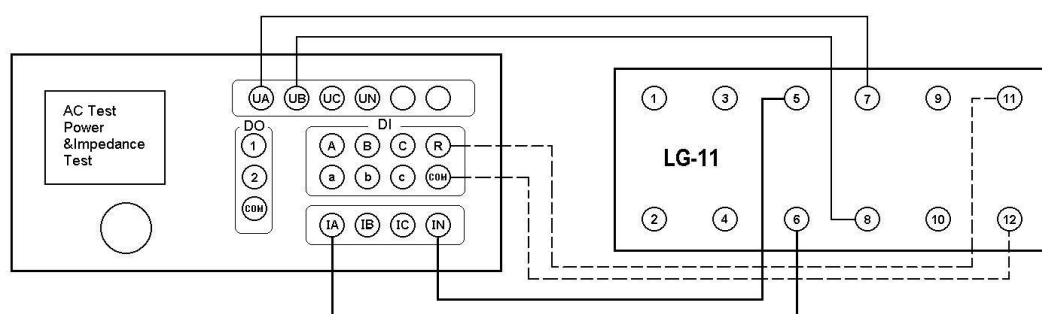 AC Test
Power
&Impedance
Test
UA UB UC UN
DO
1
2
COM
DI
A B C R
a b c COM
IA IB IC IN
1 3 5 7 9 11
LG-11
2 4 6 8 10 12